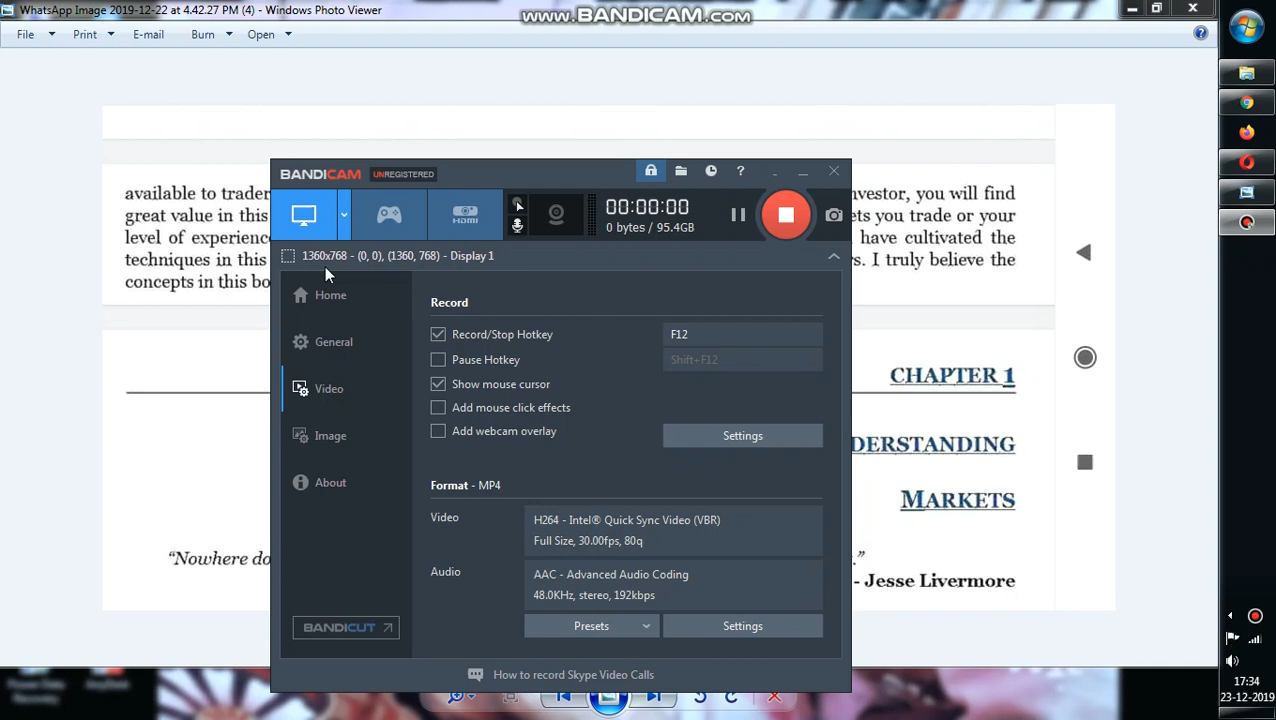 WhatsApp Image 2019-12-22 at 4.42.27 PM (4) - Windows Photo Viewer
www.BANDICAM.com
File Print E-mail Burn Open
available to trader
nvestor, you will find
great value in this
ets you trade or your
level of experience
have cultivated the
techniques in this
s. I truly believe the
concepts in this bo
BANDICAM UNREGISTERED
HDMI
00:00:00
0 bytes / 95.4GB
1360x768 - (0, 0), (1360, 768) - Display 1
Home
General
Video
Image
About
BANDICUT
Record
Record/Stop Hotkey F12
Pause Hotkey Shift+F12
Show mouse cursor
Add mouse click effects
Add webcam overlay
Settings
Format - MP4
Video
H264 - Intel® Quick Sync Video (VBR)
Full Size, 30.00fps, 80q
Audio
AAC - Advanced Audio Coding
48.0KHz, stereo, 192kbps
Presets
Settings
How to record Skype Video Calls
CHAPTER 1
DERSTANDING
MARKETS
“Nowhere do
.”
- Jesse Livermore
17:34
23-12-2019